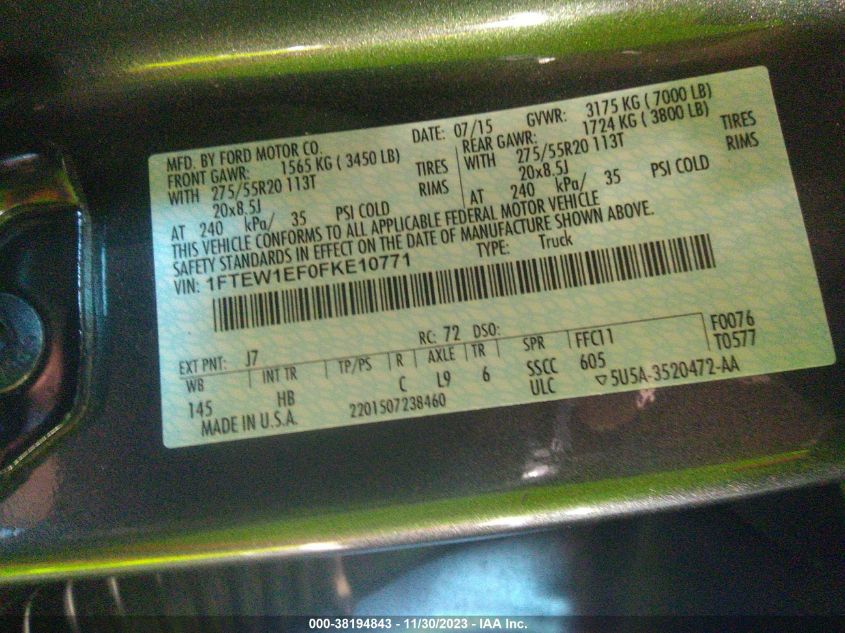 MFD. BY FORD MOTOR CO. DATE: 07/15 GVWR: 3175 KG ( 7000 LB)
FRONT GAWR: 1565 KG ( 3450 LB) REAR GAWR: 1724 KG ( 3800 LB)
WITH 275/55R20 113T TIRES WITH 275/55R20 113T TIRES
20x8.5J RIMS 20x8.5J RIMS
AT 240 kPa/ 35 PSI COLD AT 240 kPa/ 35 PSI COLD
THIS VEHICLE CONFORMS TO ALL APPLICABLE FEDERAL MOTOR VEHICLE
SAFETY STANDARDS IN EFFECT ON THE DATE OF MANUFACTURE SHOWN ABOVE.
VIN: 1FTEW1EF0FKE10771 TYPE: Truck
EXT PNT: J7 RC: 72 DSO: F0076
WB INT TR TP/PS R AXLE TR SPR FFC11 T0577
145 HB C L9 6 SSCC 605
ULC ▽5U5A-3520472-AA
MADE IN U.S.A. 2201507238460
000-38194843 - 11/30/2023 - IAA Inc.